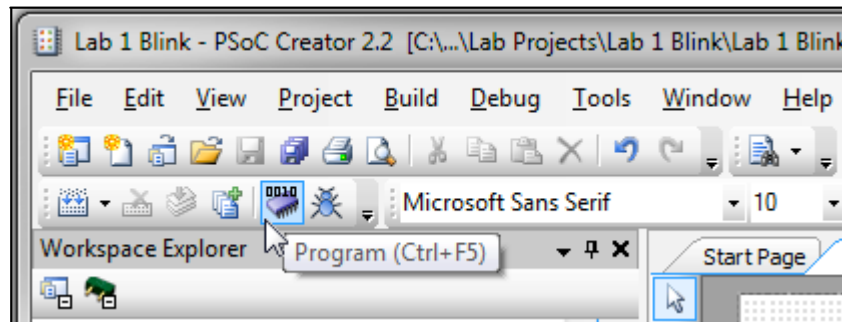 Lab 1 Blink - PSoC Creator 2.2 [C:\...\Lab Projects\Lab 1 Blink\Lab 1 Blink
File Edit View Project Build Debug Tools Window Help
0010 Microsoft Sans Serif 10
Workspace Explorer Program (Ctrl+F5) Start Page